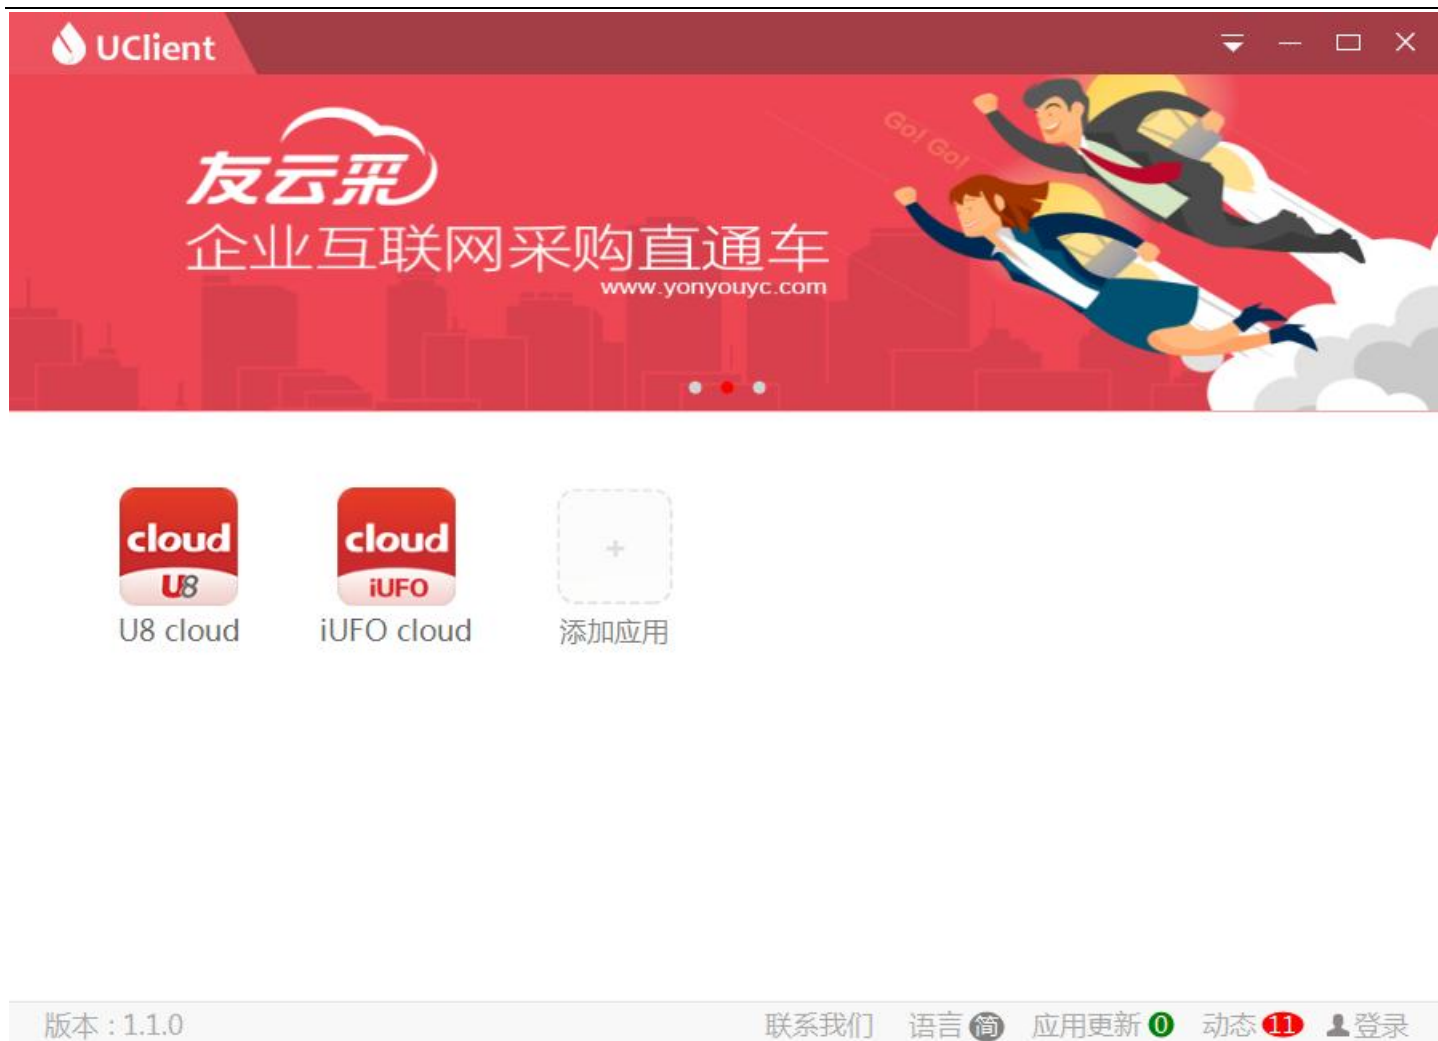 UClient
友云采
Go! Go!
企业互联网采购直通车
www.yonyouyc.com
cloud
U8
U8 cloud
cloud
iUFO
iUFO cloud
+
添加应用
版本：1.1.0
联系我们 语言 简 应用更新 0 动态 11 登录